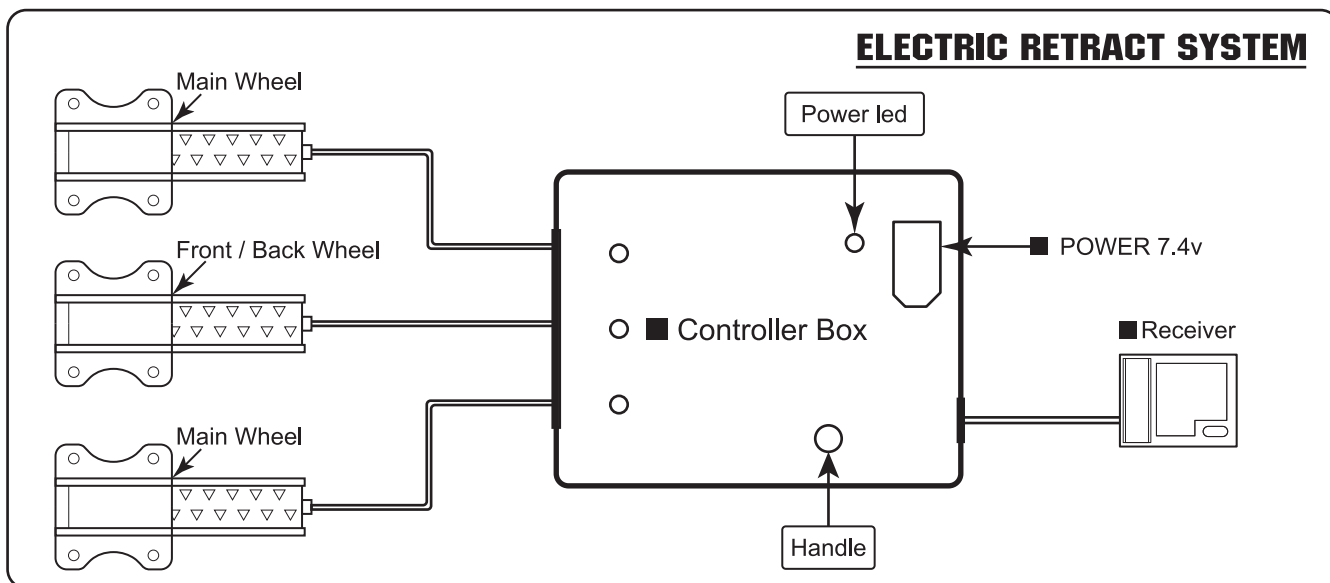 ELECTRIC RETRACT SYSTEM
Main Wheel
Power led
Front / Back Wheel
POWER 7.4v
Controller Box
Receiver
Main Wheel
Handle